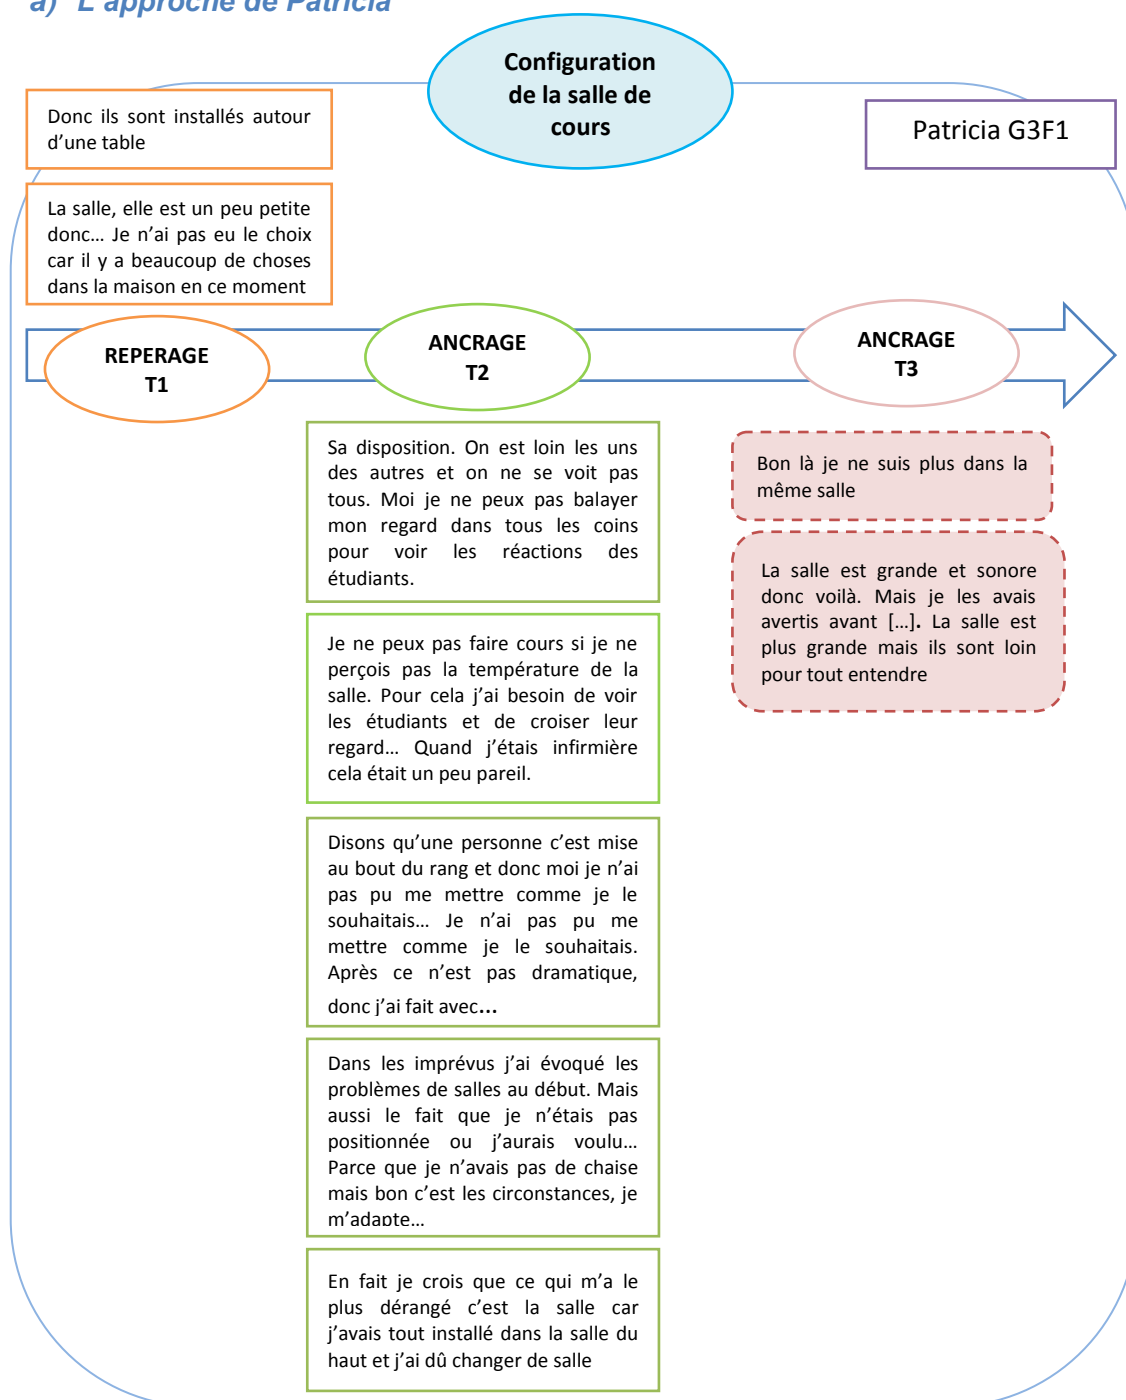 a) L'approche de Patricia
Configuration
de la salle de
cours
Patricia G3F1
Donc ils sont installés autour
d'une table
La salle, elle est un peu petite
donc… Je n'ai pas eu le choix
car il y a beaucoup de choses
dans la maison en ce moment
REPERAGE
T1
ANCRAGE
T2
ANCRAGE
T3
Sa disposition. On est loin les uns
des autres et on ne se voit pas
tous. Moi je ne peux pas balayer
mon regard dans tous les coins
pour voir les réactions des
étudiants.
Je ne peux pas faire cours si je ne
perçois pas la température de la
salle. Pour cela j'ai besoin de voir
les étudiants et de croiser leur
regard… Quand j'étais infirmière
cela était un peu pareil.
Disons qu'une personne c'est mise
au bout du rang et donc moi je n'ai
pas pu me mettre comme je le
souhaitais… Je n'ai pas pu me
mettre comme je le souhaitais.
Après ce n'est pas dramatique,
donc j'ai fait avec…
Dans les imprévus j'ai évoqué les
problèmes de salles au début. Mais
aussi le fait que je n'étais pas
positionnée ou j'aurais voulu…
Parce que je n'avais pas de chaise
mais bon c'est les circonstances, je
m'adapte…
En fait je crois que ce qui m'a le
plus dérangé c'est la salle car
j'avais tout installé dans la salle du
haut et j'ai dû changer de salle
Bon là je ne suis plus dans la
même salle
La salle est grande et sonore
donc voilà. Mais je les avais
avertis avant […]. La salle est
plus grande mais ils sont loin
pour tout entendre